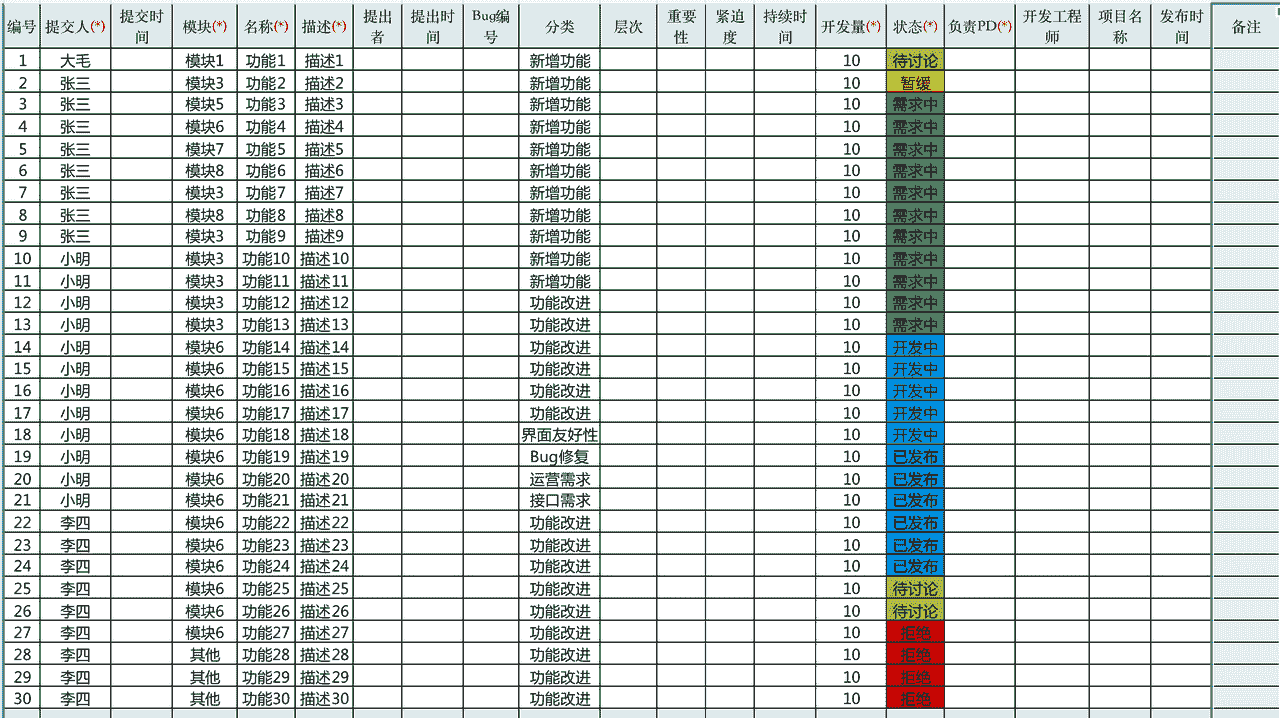 编号 提交人(*) 提交时间 模块(*) 名称(*) 描述(*) 提出者 提出时间 Bug编号 分类 层次 重要性 紧迫度 持续时间 开发量(*) 状态(*) 负责PD(*) 开发工程师 项目名称 发布时间 备注
1 大毛 模块1 功能1 描述1 新增功能 10 待讨论
2 张三 模块3 功能2 描述2 新增功能 10 暂缓
3 张三 模块5 功能3 描述3 新增功能 10 需求中
4 张三 模块6 功能4 描述4 新增功能 10 需求中
5 张三 模块7 功能5 描述5 新增功能 10 需求中
6 张三 模块8 功能6 描述6 新增功能 10 需求中
7 张三 模块3 功能7 描述7 新增功能 10 需求中
8 张三 模块8 功能8 描述8 新增功能 10 需求中
9 张三 模块3 功能9 描述9 新增功能 10 需求中
10 小明 模块3 功能10 描述10 新增功能 10 需求中
11 小明 模块3 功能11 描述11 新增功能 10 需求中
12 小明 模块3 功能12 描述12 功能改进 10 需求中
13 小明 模块3 功能13 描述13 功能改进 10 需求中
14 小明 模块6 功能14 描述14 功能改进 10 开发中
15 小明 模块6 功能15 描述15 功能改进 10 开发中
16 小明 模块6 功能16 描述16 功能改进 10 开发中
17 小明 模块6 功能17 描述17 功能改进 10 开发中
18 小明 模块6 功能18 描述18 界面友好性 10 开发中
19 小明 模块6 功能19 描述19 Bug修复 10 已发布
20 小明 模块6 功能20 描述20 运营需求 10 已发布
21 小明 模块6 功能21 描述21 接口需求 10 已发布
22 李四 模块6 功能22 描述22 功能改进 10 已发布
23 李四 模块6 功能23 描述23 功能改进 10 已发布
24 李四 模块6 功能24 描述24 功能改进 10 已发布
25 李四 模块6 功能25 描述25 功能改进 10 待讨论
26 李四 模块6 功能26 描述26 功能改进 10 待讨论
27 李四 模块6 功能27 描述27 功能改进 10 拒绝
28 李四 其他 功能28 描述28 功能改进 10 拒绝
29 李四 其他 功能29 描述29 功能改进 10 拒绝
30 李四 其他 功能30 描述30 功能改进 10 拒绝